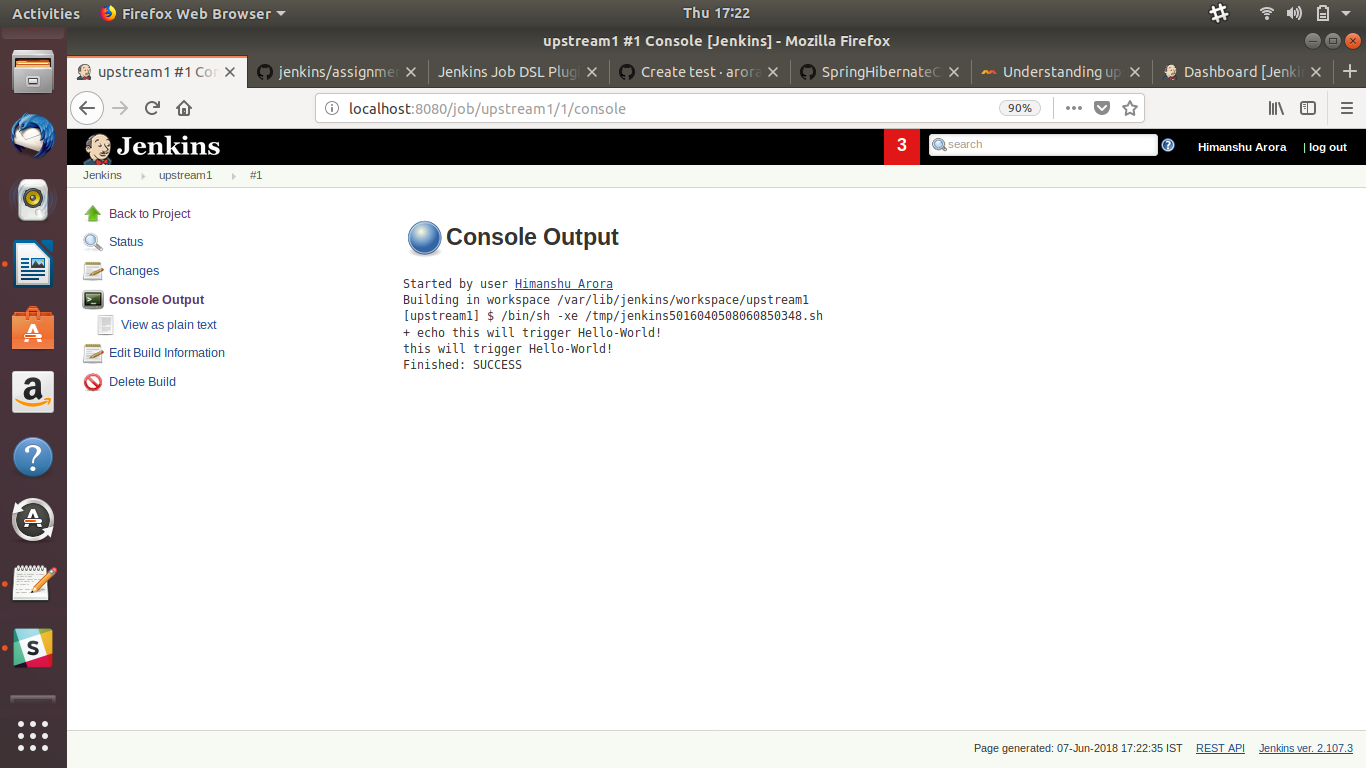 Activities Firefox Web Browser Thu 17:22
upstream1 #1 Console [Jenkins] - Mozilla Firefox
upstream1 #1 Con jenkins/assignme Jenkins Job DSL Plug Create test · arora SpringHibernateC Understanding up Dashboard [Jenki
localhost:8080/job/upstream1/1/console 90%
Jenkins 3 search Himanshu Arora | log out
Jenkins upstream1 #1
Back to Project
Status
Changes
Console Output
View as plain text
Edit Build Information
Delete Build
Console Output
Started by user Himanshu Arora
Building in workspace /var/lib/jenkins/workspace/upstream1
[upstream1] $ /bin/sh -xe /tmp/jenkins5016040508060850348.sh
+ echo this will trigger Hello-World!
this will trigger Hello-World!
Finished: SUCCESS
Page generated: 07-Jun-2018 17:22:35 IST REST API Jenkins ver. 2.107.3